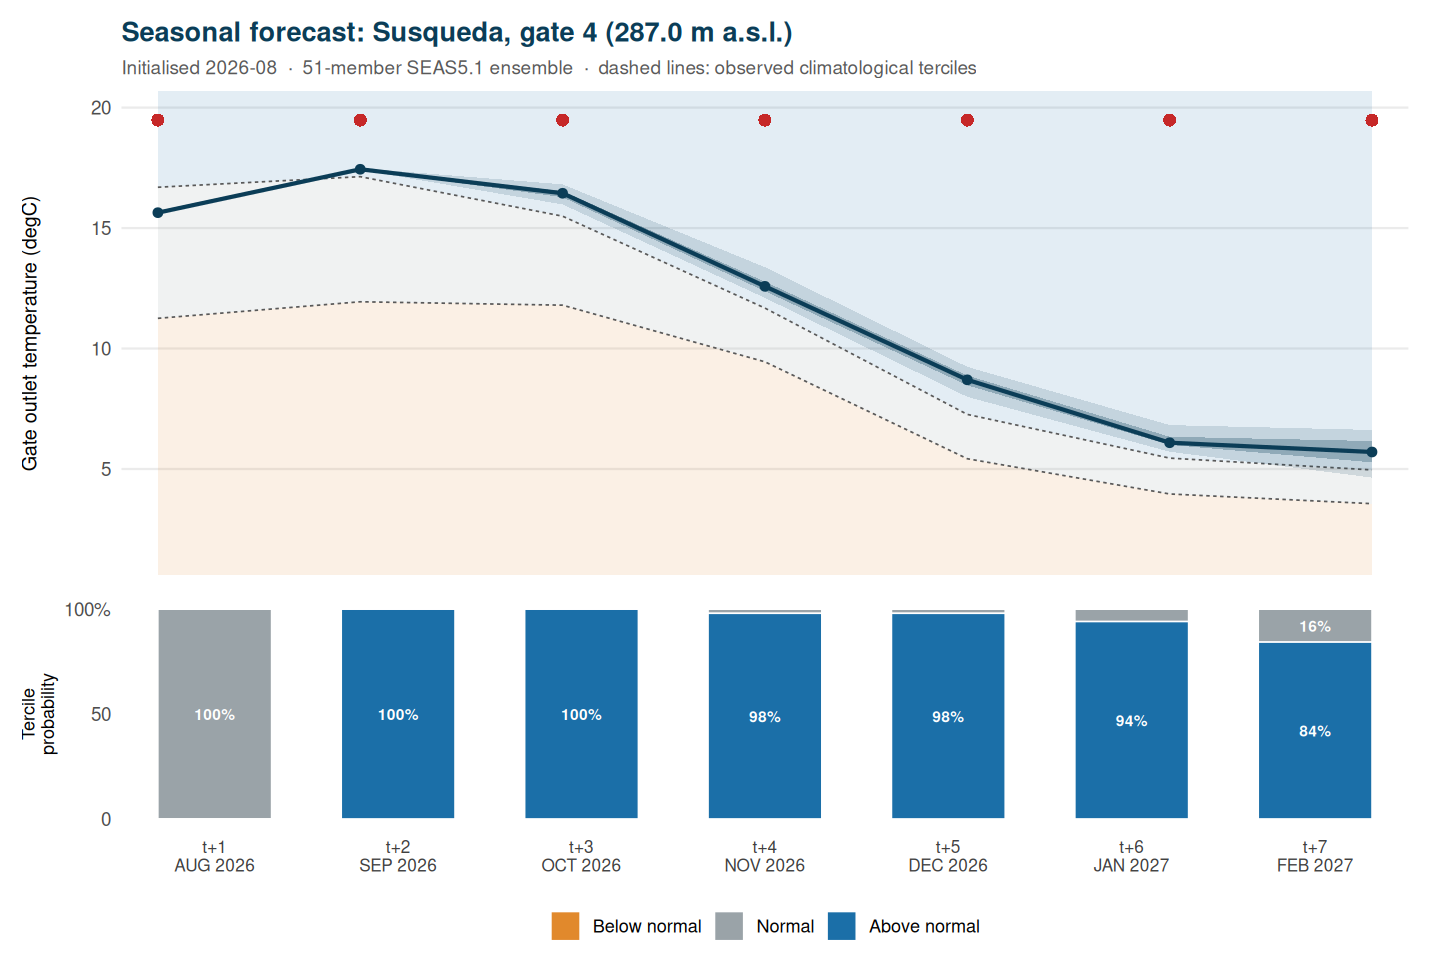 Seasonal forecast: Susqueda, gate 4 (287.0 m a.s.l.)
Initialised 2026-08 · 51-member SEAS5.1 ensemble · dashed lines: observed climatological terciles
Gate outlet temperature (degC)
20
15
10
5
Tercile
probability
100%
50
0
100%
100%
100%
98%
98%
94%
16%
84%
t+1
AUG 2026
t+2
SEP 2026
t+3
OCT 2026
t+4
NOV 2026
t+5
DEC 2026
t+6
JAN 2027
t+7
FEB 2027
Below normal
Normal
Above normal